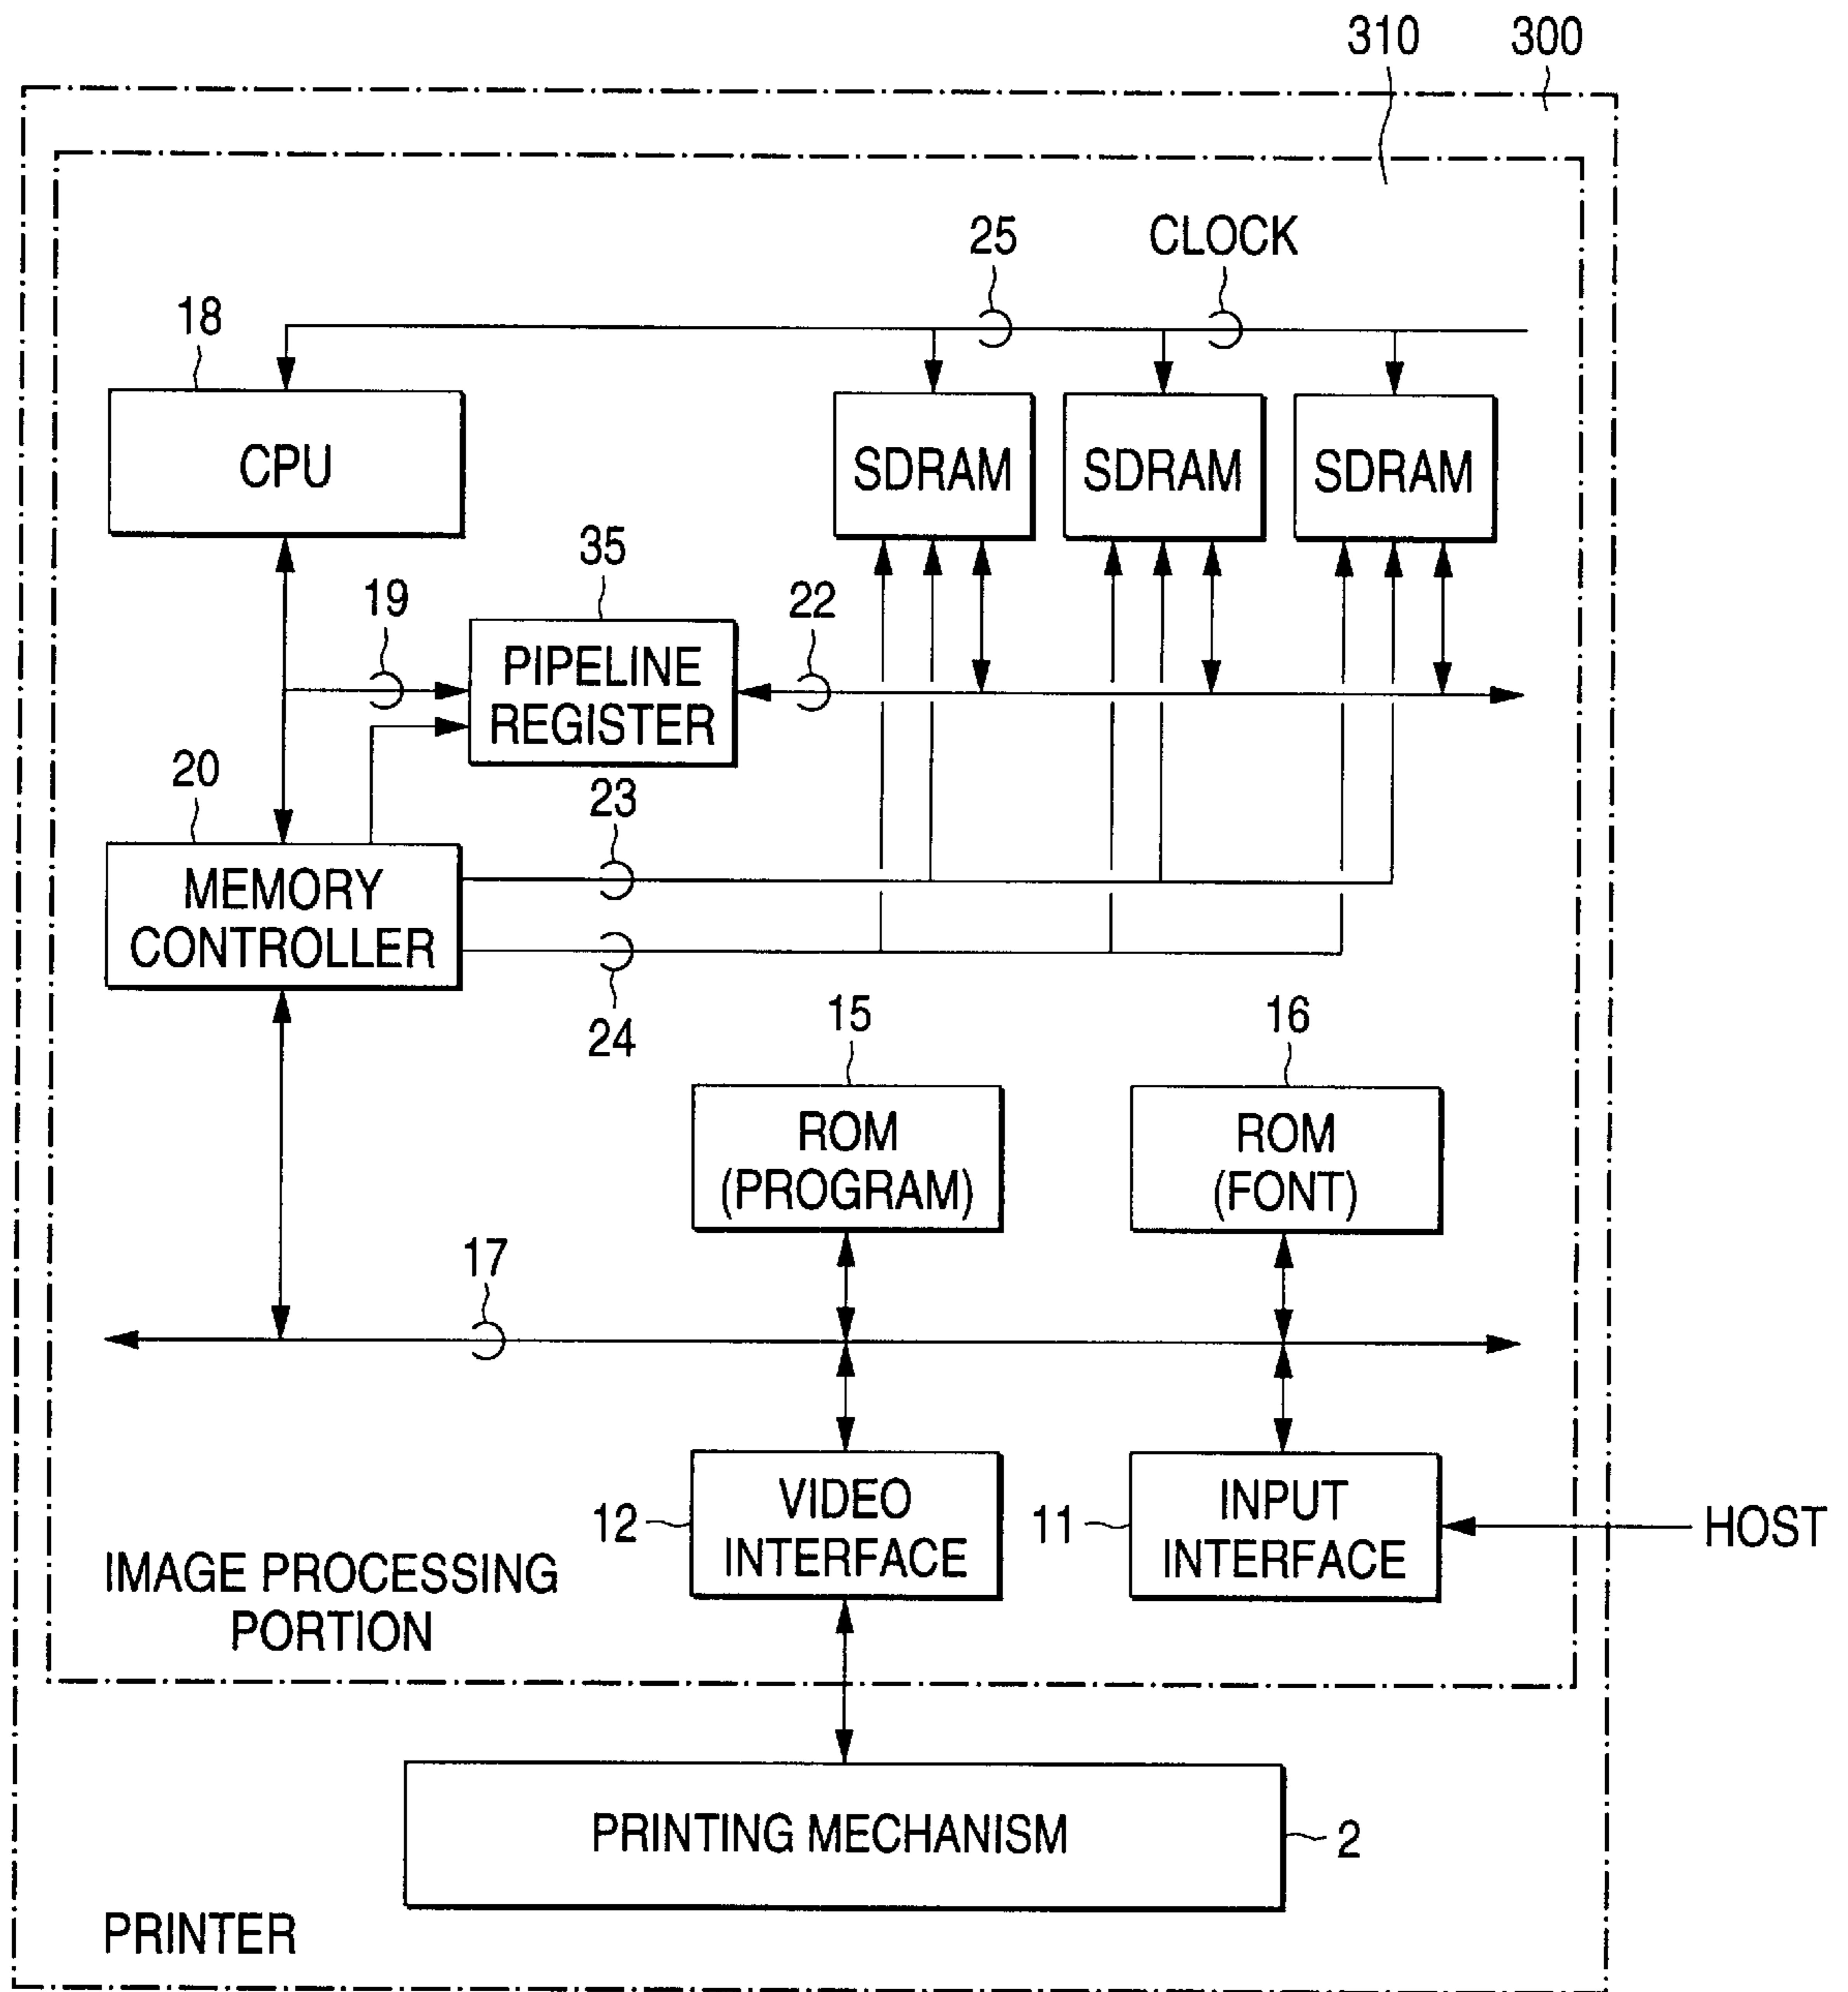 310
300
25
CLOCK
18
CPU
SDRAM
SDRAM
SDRAM
35
19
22
PIPELINE
REGISTER
20
23
MEMORY
CONTROLLER
24
15
16
ROM
(PROGRAM)
ROM
(FONT)
17
12
VIDEO
INTERFACE
11
INPUT
INTERFACE
HOST
IMAGE PROCESSING
PORTION
PRINTING MECHANISM
2
PRINTER